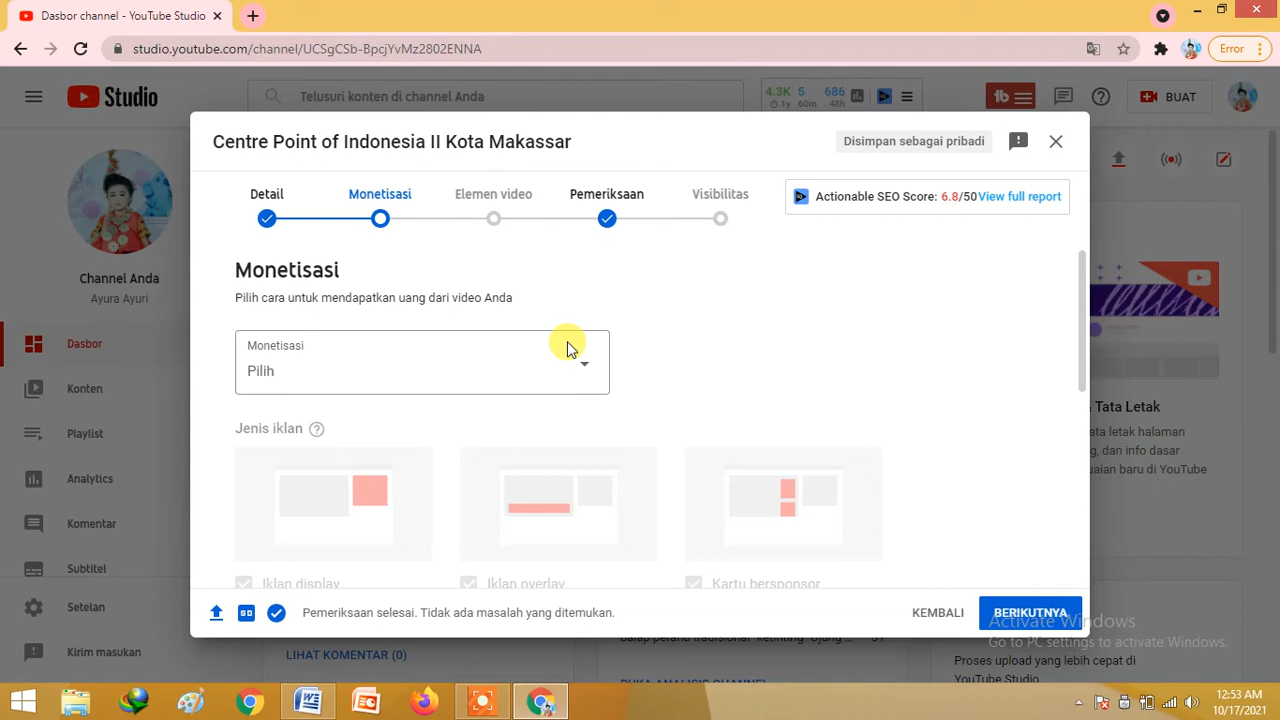 Dasbor channel - YouTube Studio
studio.youtube.com/channel/UCSgCSb-BpcjYvMz2802ENNA
Error
Studio
Telusuri konten di channel Anda
4.3K 5 686
1y 60m 48h
tb
BUAT
Centre Point of Indonesia II Kota Makassar
Disimpan sebagai pribadi
Detail
Monetisasi
Elemen video
Pemeriksaan
Visibilitas
Actionable SEO Score: 6.8/50 View full report
Channel Anda
Ayura Ayuri
Dasbor
Konten
Playlist
Analytics
Komentar
Subtitel
Setelan
Kirim masukan
Monetisasi
Pilih cara untuk mendapatkan uang dari video Anda
Monetisasi
Pilih
Jenis iklan
Iklan display
Iklan overlay
Kartu bersponsor
SD
Pemeriksaan selesai. Tidak ada masalah yang ditemukan.
KEMBALI
BERIKUTNYA
& Tata Letak
ata letak halaman
g, dan info dasar
uaian baru di YouTube
LIHAT KOMENTAR (0)
Proses upload yang lebih cepat di
YouTube Studio
Activate Windows
Go to PC settings to activate Windows.
12:53 AM
10/17/2021